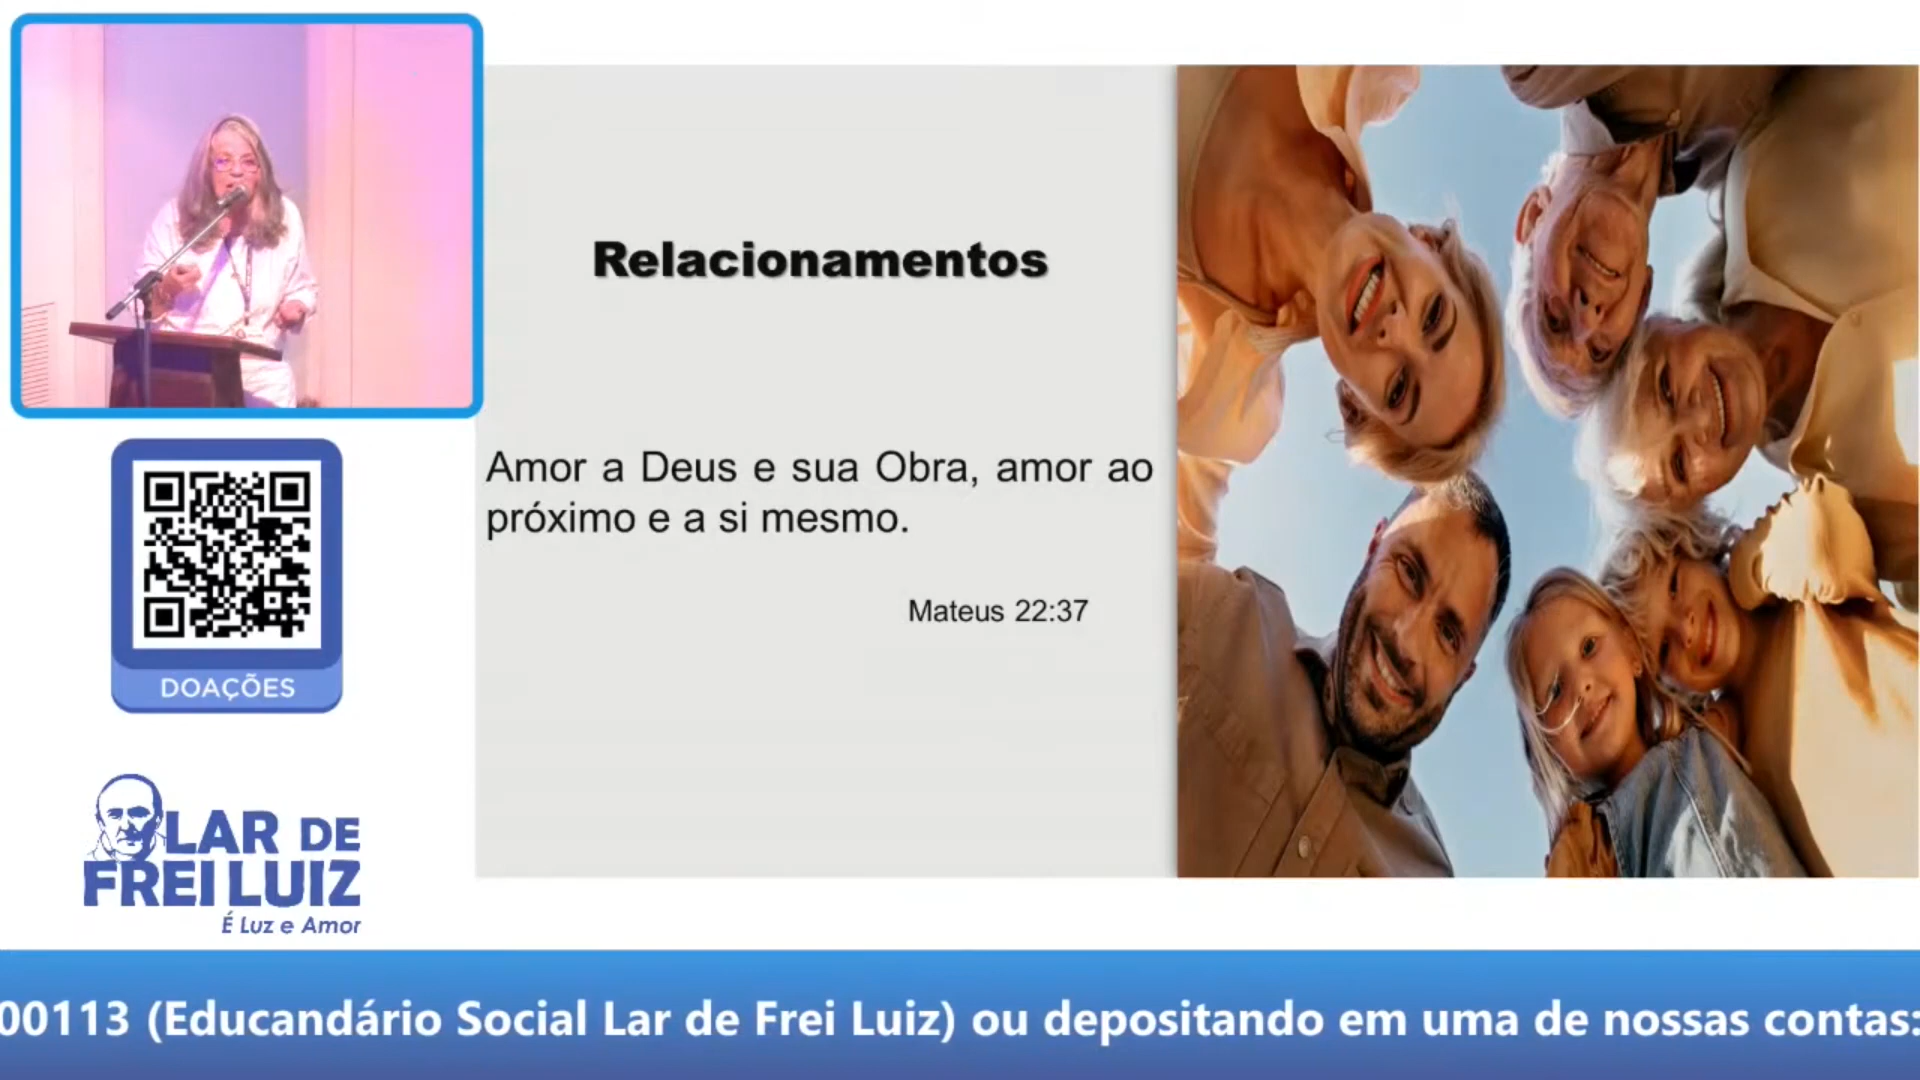 Relacionamentos
Amor a Deus e sua Obra, amor ao
próximo e a si mesmo.
Mateus 22:37
DOAÇÕES
LAR DE
FREI LUIZ
É Luz e Amor
00113 (Educandário Social Lar de Frei Luiz) ou depositando em uma de nossas contas: